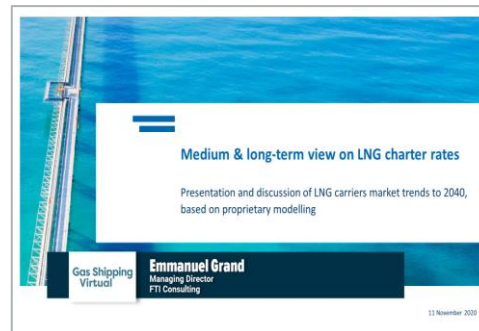 Medium & long-term view on LNG charter rates
Presentation and discussion of LNG carriers market trends to 2040,
based on proprietary modelling
Gas Shipping
Virtual
Emmanuel Grand
Managing Director
FTI Consulting
11 November 2020